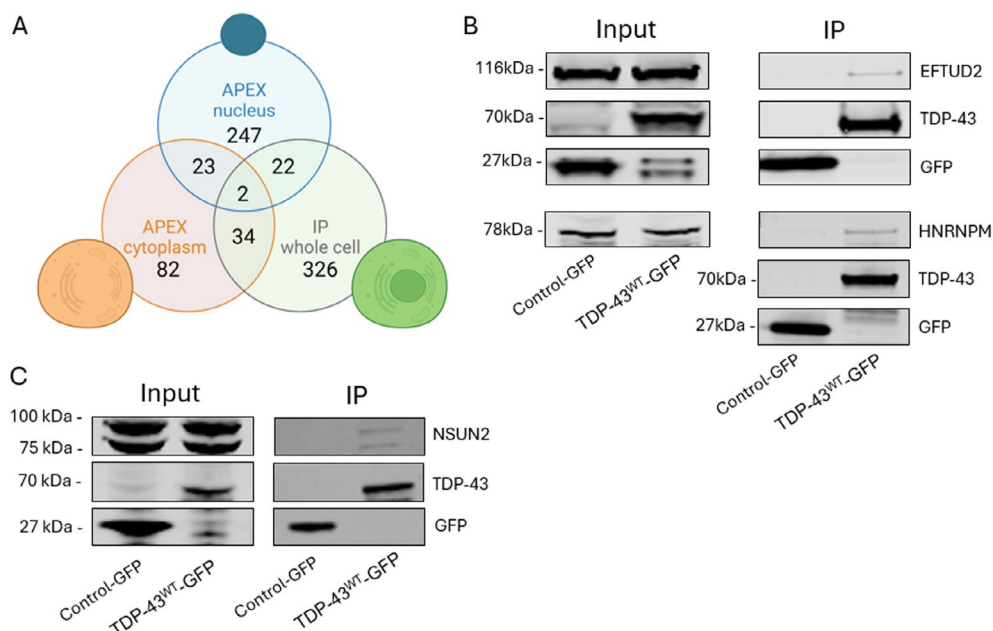 A
APEX
nucleus
247
23
22
2
APEX
cytoplasm
82
34
IP
whole cell
326
B
Input
IP
116kDa -
EFTUD2
70kDa -
TDP-43
27kDa -
GFP
78kDa -
HNRNPM
70kDa -
TDP-43
27kDa -
GFP
Control-GFP
TDP-43WT-GFP
Control-GFP
TDP-43WT-GFP
C
Input
IP
100 kDa -
75 kDa -
NSUN2
70 kDa -
TDP-43
27 kDa -
GFP
Control-GFP
TDP-43WT-GFP
Control-GFP
TDP-43WT-GFP